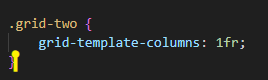 .grid-two {
    grid-template-columns: 1fr;
}